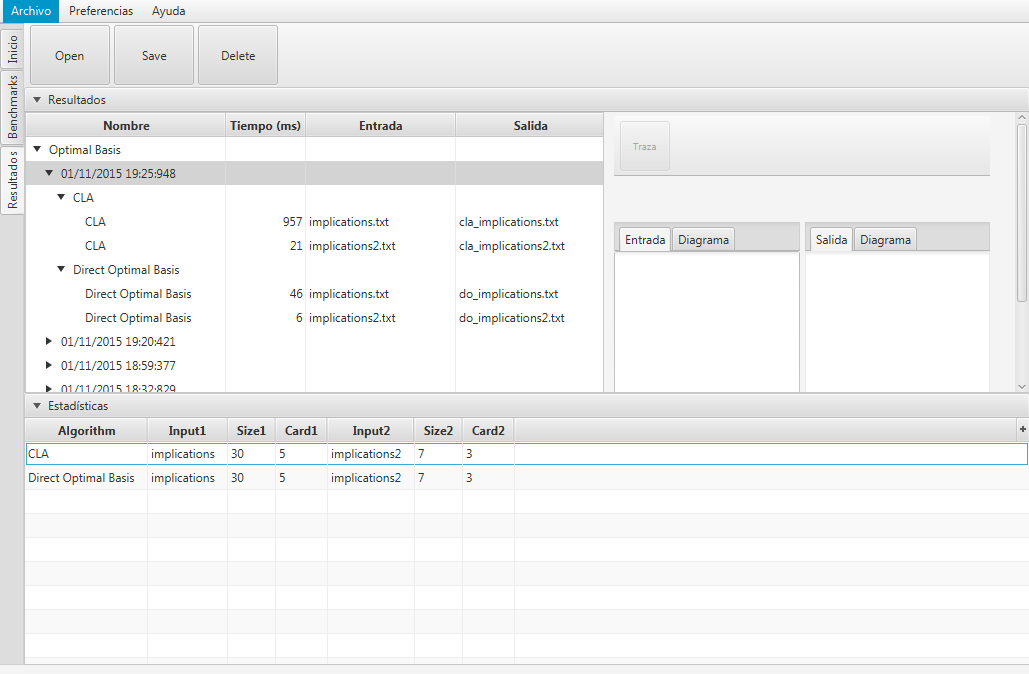 Archivo Preferencias Ayuda
Inicio
Benchmarks
Resultados
Open Save Delete
Resultados
Nombre Tiempo (ms) Entrada Salida
Optimal Basis
01/11/2015 19:25:948
CLA
CLA 957 implications.txt cla_implications.txt
CLA 21 implications2.txt cla_implications2.txt
Direct Optimal Basis
Direct Optimal Basis 46 implications.txt do_implications.txt
Direct Optimal Basis 6 implications2.txt do_implications2.txt
01/11/2015 19:20:421
01/11/2015 18:59:377
01/11/2015 18:32:829
Traza
Entrada Diagrama
Salida Diagrama
Estadísticas
Algorithm Input1 Size1 Card1 Input2 Size2 Card2 +
CLA implications 30 5 implications2 7 3
Direct Optimal Basis implications 30 5 implications2 7 3